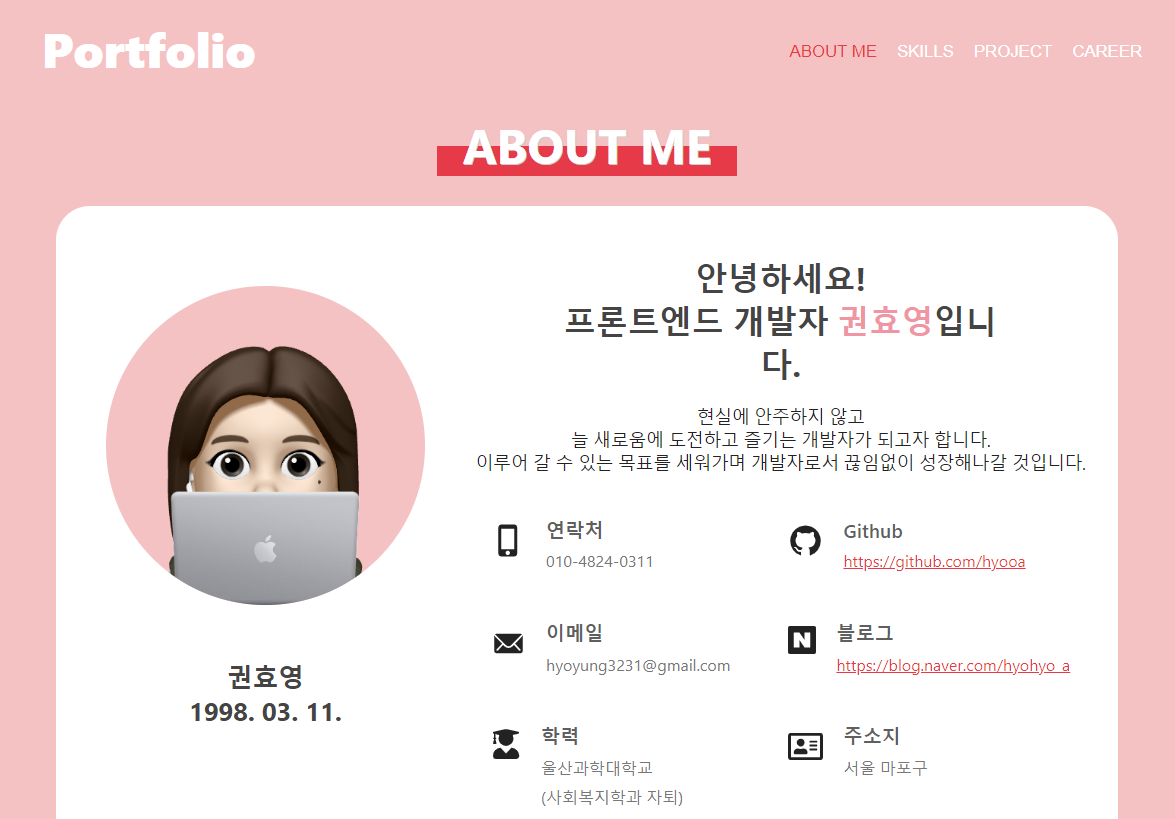 Portfolio
ABOUT ME SKILLS PROJECT CAREER
ABOUT ME
안녕하세요!
프론트엔드 개발자 권효영입니
다.
현실에 안주하지 않고
늘 새로움에 도전하고 즐기는 개발자가 되고자 합니다.
이루어 갈 수 있는 목표를 세워가며 개발자로서 끊임없이 성장해나갈 것입니다.
권효영
1998. 03. 11.
연락처
010-4824-0311
Github
https://github.com/hyooa
이메일
hyoyung3231@gmail.com
N
블로그
https://blog.naver.com/hyohyo_a
학력
울산과학대학교
(사회복지학과 자퇴)
주소지
서울 마포구